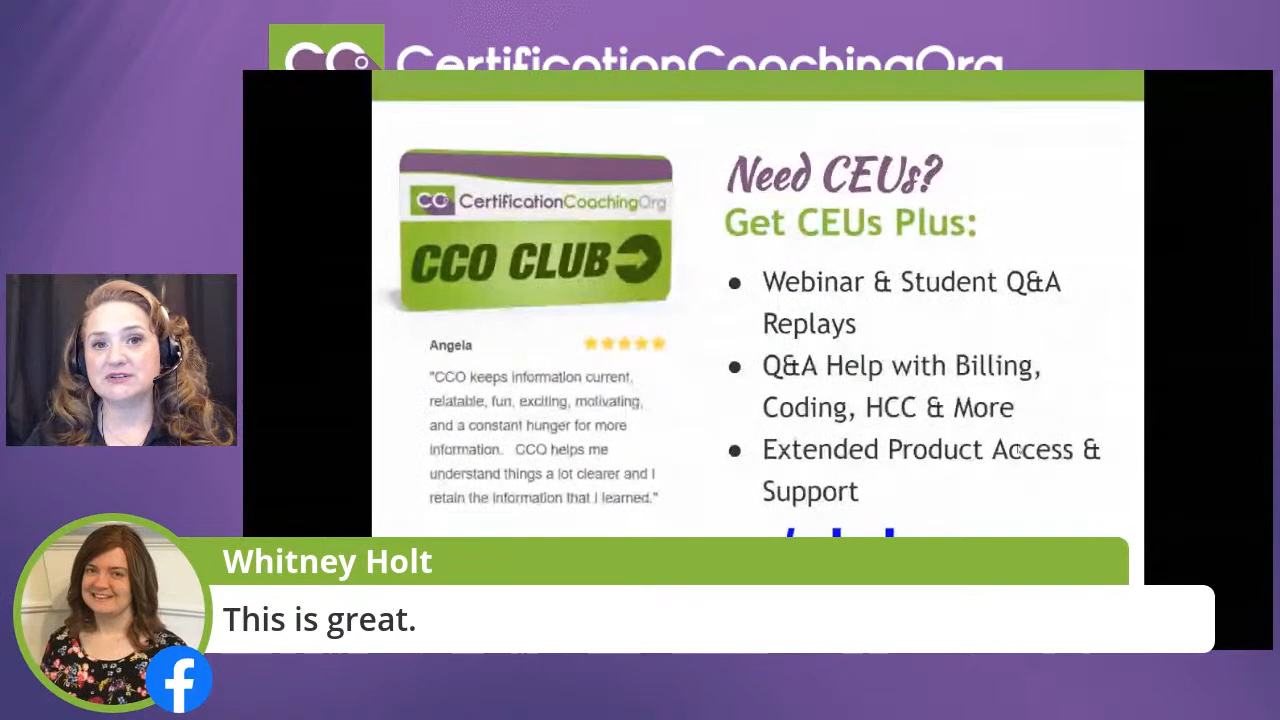 CO CertificationCoachingOrg
CO CertificationCoachingOrg
CCO CLUB
Angela
"CCO keeps information current,
relatable, fun, exciting, motivating,
and a constant hunger for more
information. CCO helps me
understand things a lot clearer and I
retain the information that I learned."
Need CEUs?
Get CEUs Plus:
● Webinar & Student Q&A
Replays
● Q&A Help with Billing,
Coding, HCC & More
● Extended Product Access &
Support
Whitney Holt
This is great.